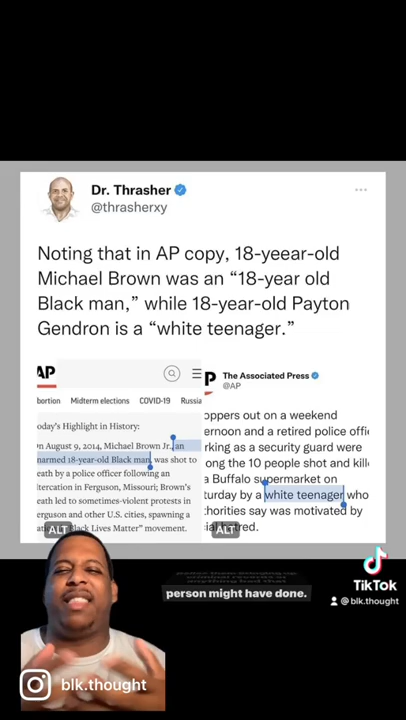 Dr. Thrasher
@thrasherxy
Noting that in AP copy, 18-yeear-old
Michael Brown was an “18-year old
Black man,” while 18-year-old Payton
Gendron is a “white teenager.”
AP
bortion Midterm elections COVID-19 Russia
oday's Highlight in History:
n August 9, 2014, Michael Brown Jr., an
narmed 18-year-old Black man, was shot to
eath by a police officer following an
ltercation in Ferguson, Missouri; Brown's
eath led to sometimes-violent protests in
erguson and other U.S. cities, spawning a
"Black Lives Matter" movement.
ALT
P
The Associated Press
@AP
oppers out on a weekend
ernoon and a retired police offic
rking as a security guard were
ong the 10 people shot and kille
a Buffalo supermarket on
turday by a white teenager who
thorities say was motivated by
cial hatred.
ALT
person might have done.
TikTok
@blk.thought
blk.thought